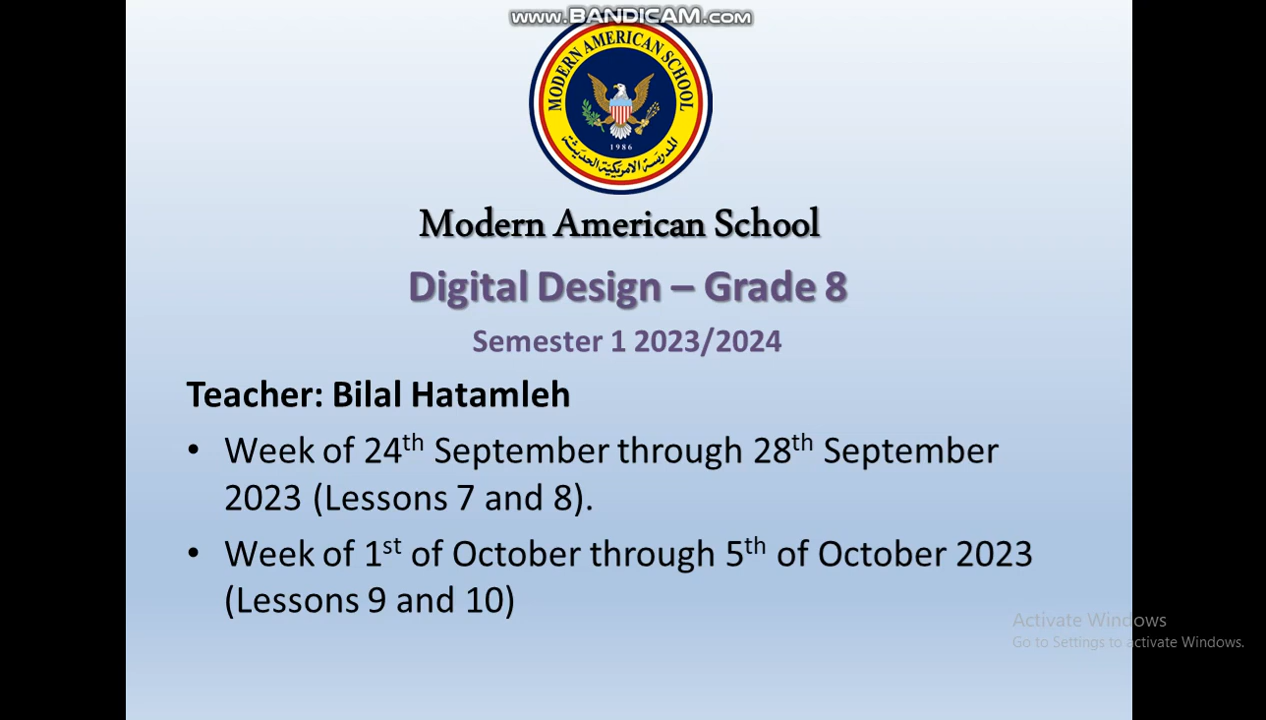 www.BANDICAM.com
MODERN AMERICAN SCHOOL
1986
المدرسة الامريكية الحديثة
Modern American School
Digital Design – Grade 8
Semester 1 2023/2024
Teacher: Bilal Hatamleh
• Week of 24th September through 28th September
2023 (Lessons 7 and 8).
• Week of 1st of October through 5th of October 2023
(Lessons 9 and 10)
Activate Windows
Go to Settings to activate Windows.